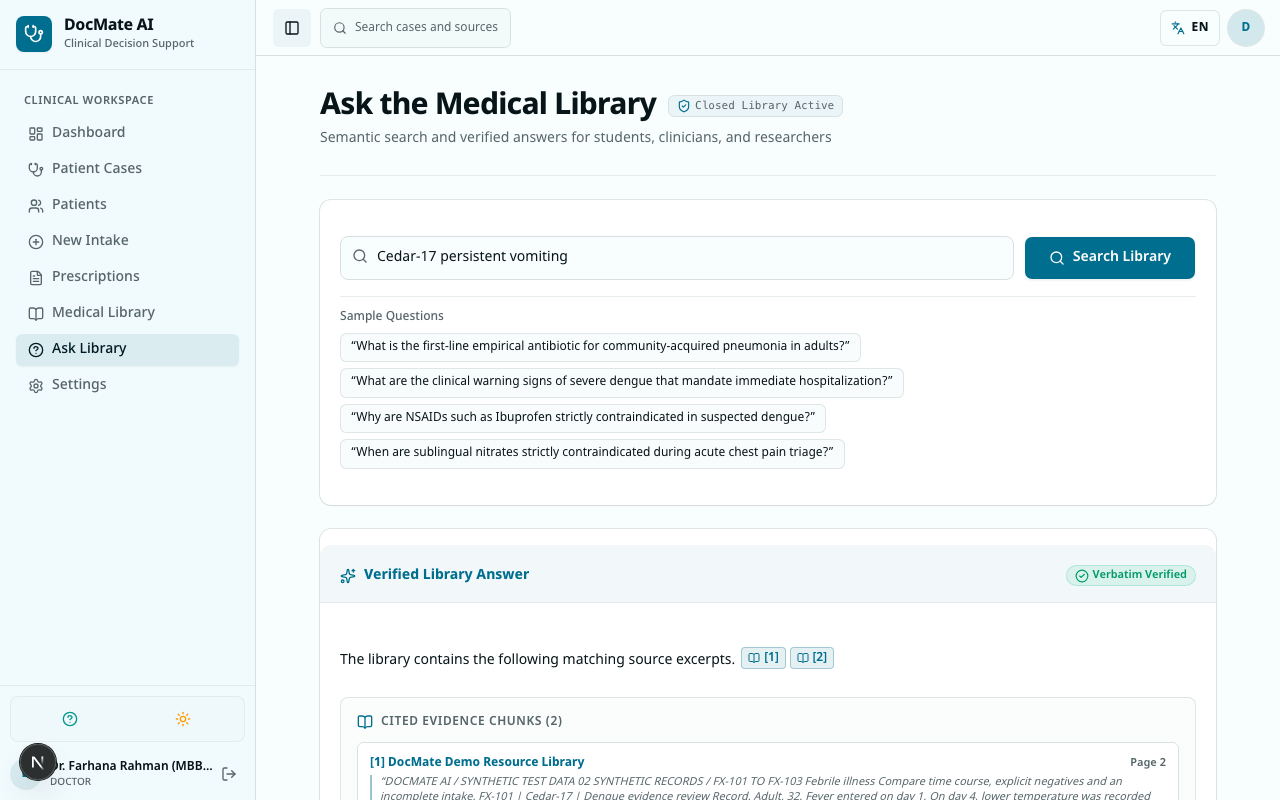 DocMate AI
Clinical Decision Support
Search cases and sources
EN
D
CLINICAL WORKSPACE
Dashboard
Patient Cases
Patients
New Intake
Prescriptions
Medical Library
Ask Library
Settings
Ask the Medical Library
Closed Library Active
Semantic search and verified answers for students, clinicians, and researchers
Cedar-17 persistent vomiting
Search Library
Sample Questions
“What is the first-line empirical antibiotic for community-acquired pneumonia in adults?”
“What are the clinical warning signs of severe dengue that mandate immediate hospitalization?”
“Why are NSAIDs such as Ibuprofen strictly contraindicated in suspected dengue?”
“When are sublingual nitrates strictly contraindicated during acute chest pain triage?”
Verified Library Answer
Verbatim Verified
The library contains the following matching source excerpts. [1] [2]
CITED EVIDENCE CHUNKS (2)
[1] DocMate Demo Resource Library
Page 2
“DOCMATE AI / SYNTHETIC TEST DATA 02 SYNTHETIC RECORDS / FX-101 TO FX-103 Febrile illness Compare time course, explicit negatives and an
incomplete intake. FX-101 | Cedar-17 | Dengue evidence review Record. Adult, 32. Fever entered on day 1. On day 4, lower temperature was recorded
N
Farhana Rahman (MBB...
DOCTOR